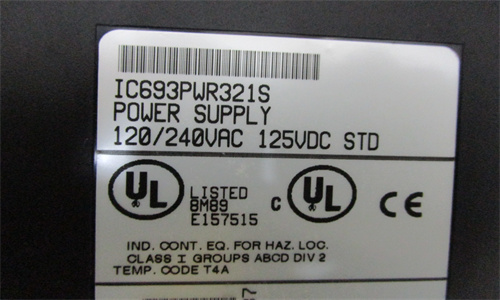 IC693PWR321S
POWER SUPPLY
120/240VAC 125VDC STD
UL LISTED C UL CE
8M89
E157515
IND. CONT. EQ. FOR HAZ. LOC.
CLASS I GROUPS ABCD DIV 2
TEMP. CODE T4A